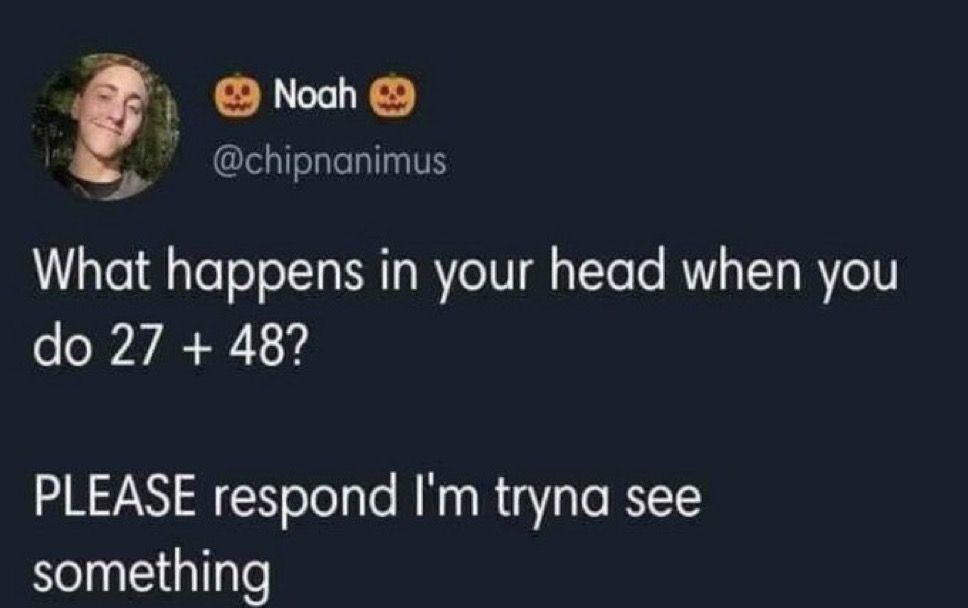 🎃 Noah 🎃
@chipnanimus
What happens in your head when you
do 27 + 48?
PLEASE respond I'm tryna see
something